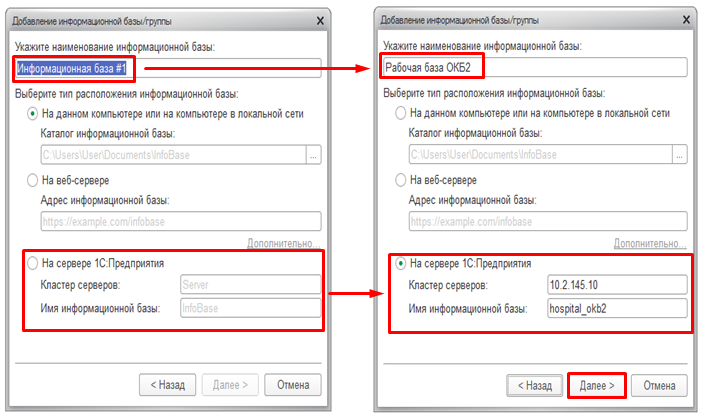 Добавление информационной базы/группы
Укажите наименование информационной базы:
Информационная база #1
Выберите тип расположения информационной базы:
На данном компьютере или на компьютере в локальной сети
Каталог информационной базы:
C:\Users\User\Documents\InfoBase
...
На веб-сервере
Адрес информационной базы:
https://example.com/infobase
Дополнительно...
На сервере 1С:Предприятия
Кластер серверов:
Server
Имя информационной базы:
InfoBase
< Назад
Далее >
Отмена
Добавление информационной базы/группы
Укажите наименование информационной базы:
Рабочая база ОКБ2
Выберите тип расположения информационной базы:
На данном компьютере или на компьютере в локальной сети
Каталог информационной базы:
C:\Users\User\Documents\InfoBase
...
На веб-сервере
Адрес информационной базы:
https://example.com/infobase
Дополнительно...
На сервере 1С:Предприятия
Кластер серверов:
10.2.145.10
Имя информационной базы:
hospital_okb2
< Назад
Далее >
Отмена